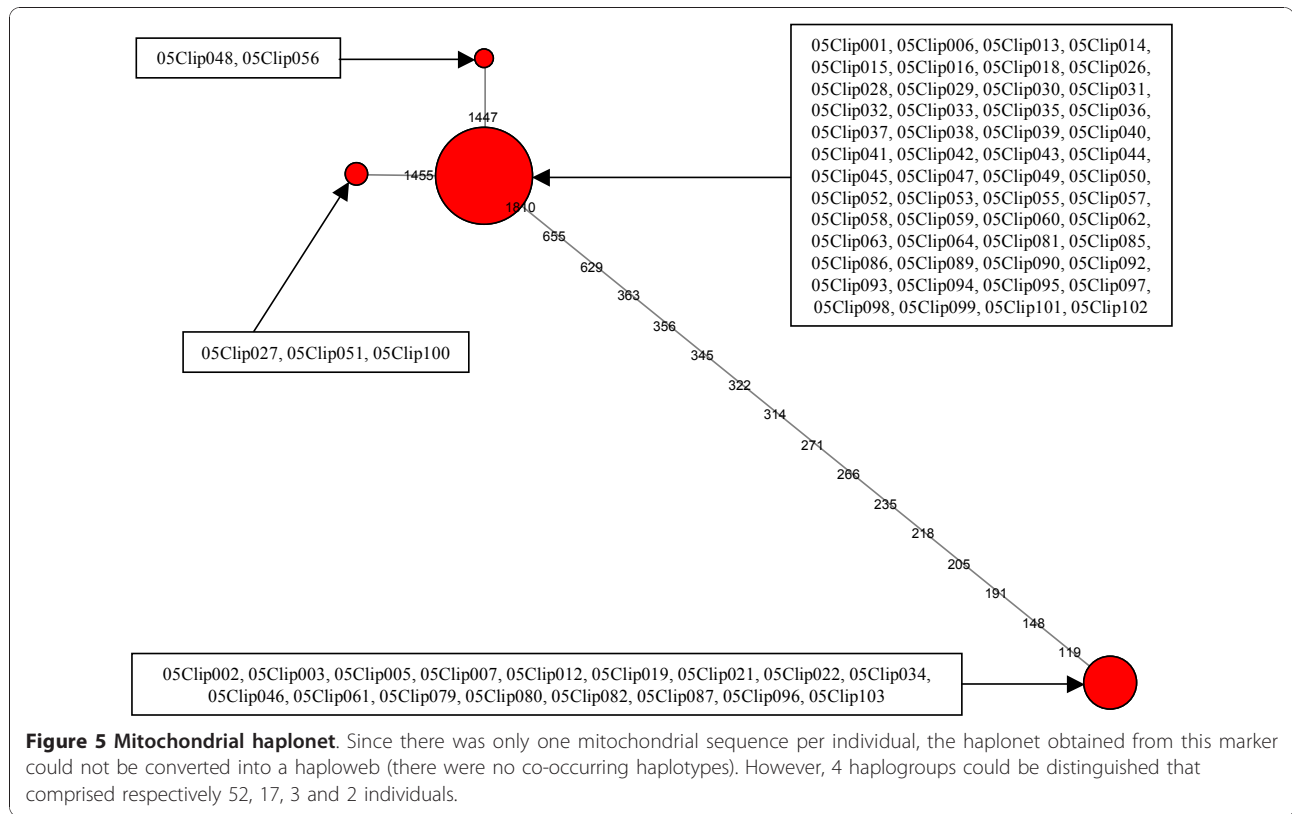 05Clip048, 05Clip056
05Clip001, 05Clip006, 05Clip013, 05Clip014,
05Clip015, 05Clip016, 05Clip018, 05Clip026,
05Clip028, 05Clip029, 05Clip030, 05Clip031,
05Clip032, 05Clip033, 05Clip035, 05Clip036,
05Clip037, 05Clip038, 05Clip039, 05Clip040,
05Clip041, 05Clip042, 05Clip043, 05Clip044,
05Clip045, 05Clip047, 05Clip049, 05Clip050,
05Clip052, 05Clip053, 05Clip055, 05Clip057,
05Clip058, 05Clip059, 05Clip060, 05Clip062,
05Clip063, 05Clip064, 05Clip081, 05Clip085,
05Clip086, 05Clip089, 05Clip090, 05Clip092,
05Clip093, 05Clip094, 05Clip095, 05Clip097,
05Clip098, 05Clip099, 05Clip101, 05Clip102
1447
1455
1810
655
629
363
356
345
322
314
271
266
235
218
205
191
148
119
05Clip027, 05Clip051, 05Clip100
05Clip002, 05Clip003, 05Clip005, 05Clip007, 05Clip012, 05Clip019, 05Clip021, 05Clip022, 05Clip034,
05Clip046, 05Clip061, 05Clip079, 05Clip080, 05Clip082, 05Clip087, 05Clip096, 05Clip103
Figure 5 Mitochondrial haplonet. Since there was only one mitochondrial sequence per individual, the haplonet obtained from this marker
could not be converted into a haploweb (there were no co-occurring haplotypes). However, 4 haplogroups could be distinguished that
comprised respectively 52, 17, 3 and 2 individuals.